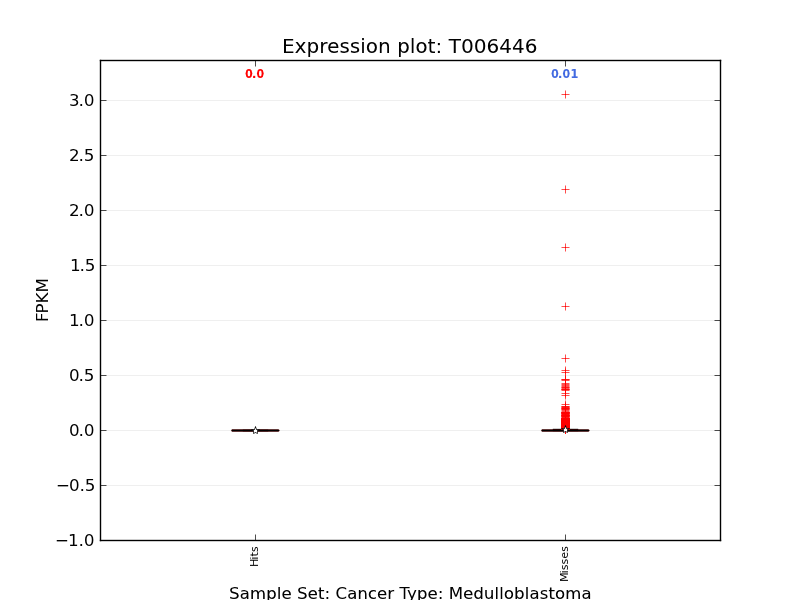 Expression plot: T006446
0.0
0.01
3.0
2.5
2.0
1.5
1.0
0.5
0.0
−0.5
−1.0
FPKM
Hits
Misses
Sample Set: Cancer Type: Medulloblastoma